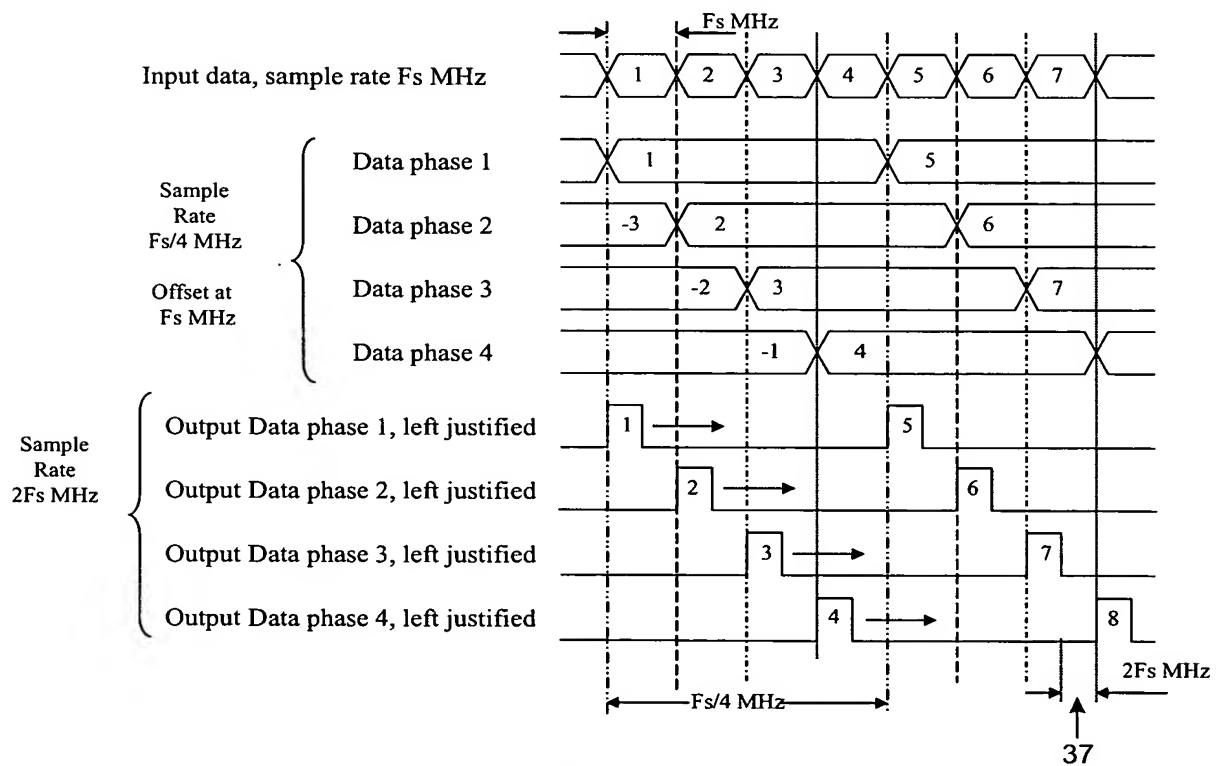 Fs MHz
Input data, sample rate Fs MHz
1 2 3 4 5 6 7
Sample
Rate
Fs/4 MHz
Offset at
Fs MHz
Data phase 1
1 5
Data phase 2
-3 2 6
Data phase 3
-2 3 7
Data phase 4
-1 4
Sample
Rate
2Fs MHz
Output Data phase 1, left justified
1 5
Output Data phase 2, left justified
2 6
Output Data phase 3, left justified
3 7
Output Data phase 4, left justified
4 8
2Fs MHz
Fs/4 MHz
37